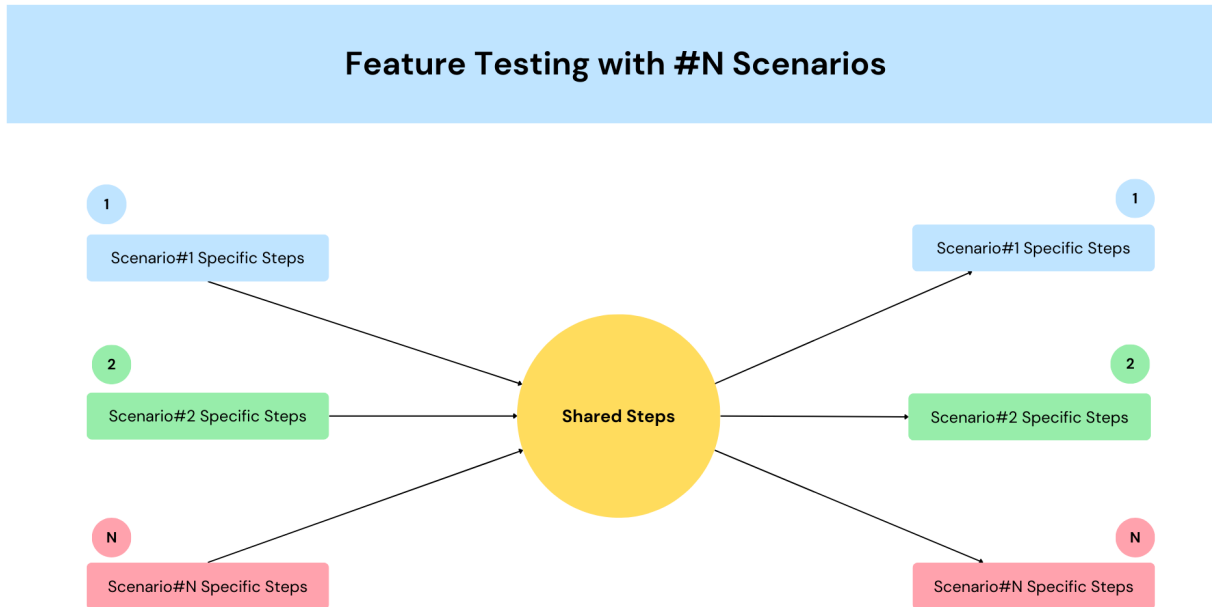 Feature Testing with #N Scenarios
1
1
Scenario#1 Specific Steps
Scenario#1 Specific Steps
2
2
Scenario#2 Specific Steps
Shared Steps
Scenario#2 Specific Steps
N
N
Scenario#N Specific Steps
Scenario#N Specific Steps